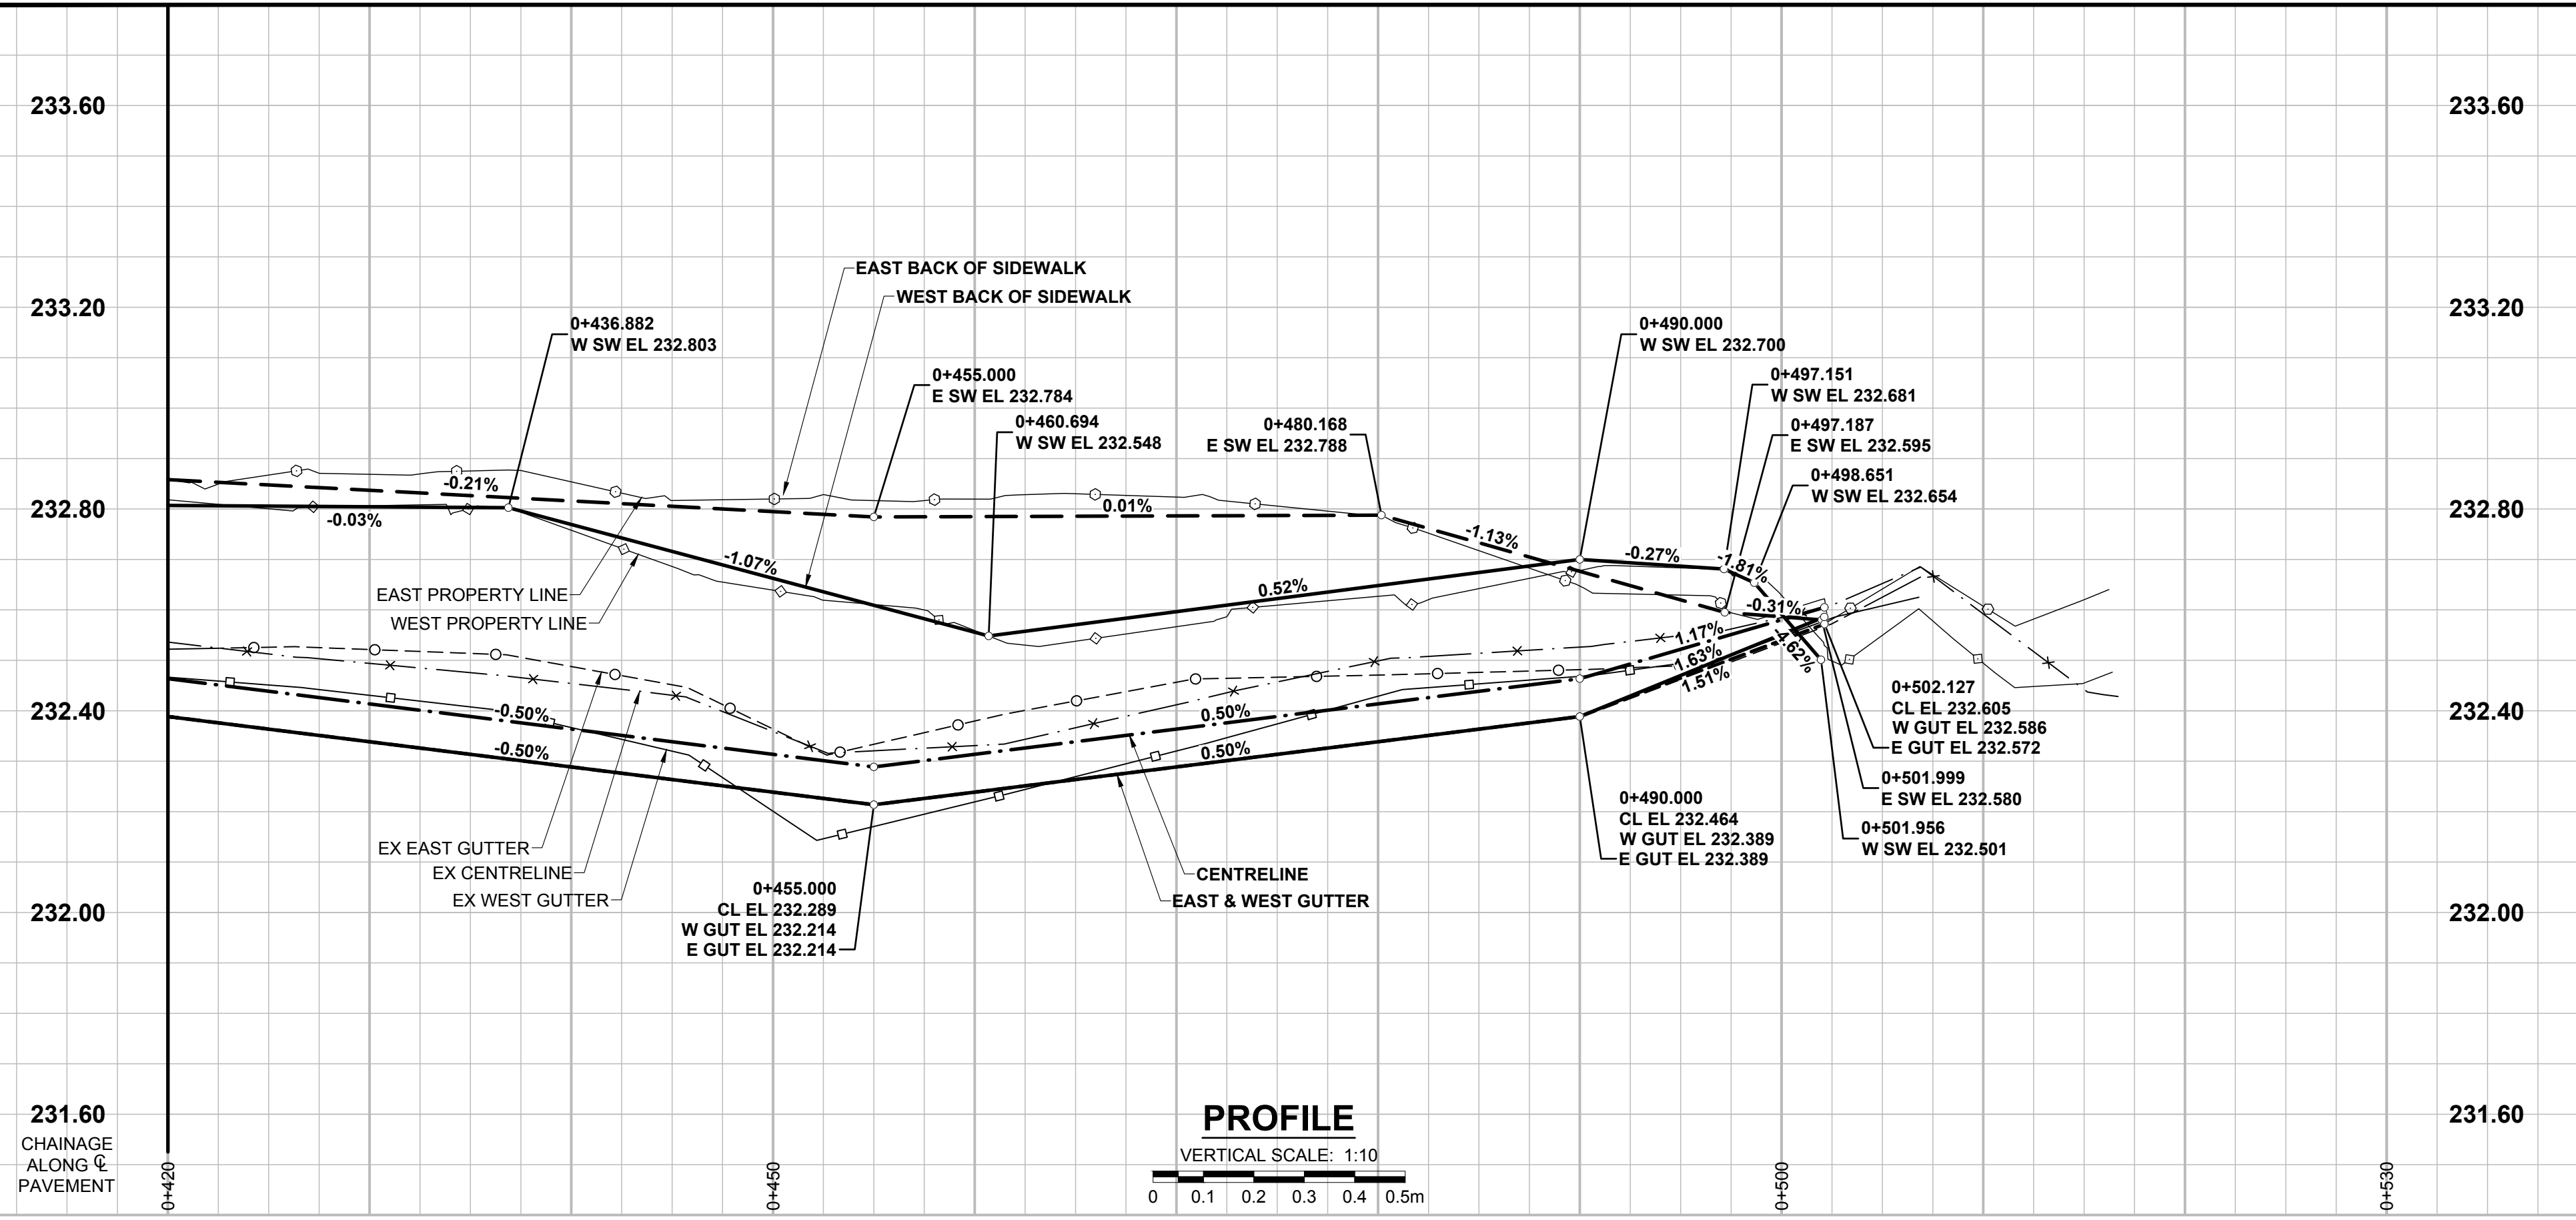 233.60
233.60
233.20
233.20
232.80
232.80
232.40
232.40
232.00
232.00
231.60
231.60
EAST BACK OF SIDEWALK
WEST BACK OF SIDEWALK
0+436.882
W SW EL 232.803
0+455.000
E SW EL 232.784
0+460.694
W SW EL 232.548
0+480.168
E SW EL 232.788
0+490.000
W SW EL 232.700
0+497.151
W SW EL 232.681
0+497.187
E SW EL 232.595
0+498.651
W SW EL 232.654
-0.21%
-0.03%
-1.07%
0.01%
0.52%
-1.13%
-0.27%
-1.81%
-0.31%
1.17%
1.63%
1.51%
-4.62%
EAST PROPERTY LINE
WEST PROPERTY LINE
-0.50%
-0.50%
0.50%
0.50%
EX EAST GUTTER
EX CENTRELINE
EX WEST GUTTER
0+455.000
CL EL 232.289
W GUT EL 232.214
E GUT EL 232.214
CENTRELINE
EAST & WEST GUTTER
0+490.000
CL EL 232.464
W GUT EL 232.389
E GUT EL 232.389
0+502.127
CL EL 232.605
W GUT EL 232.586
E GUT EL 232.572
0+501.999
E SW EL 232.580
0+501.956
W SW EL 232.501
CHAINAGE
ALONG ℄
PAVEMENT
0+420
0+450
0+500
0+530
PROFILE
VERTICAL SCALE: 1:10
0 0.1 0.2 0.3 0.4 0.5m